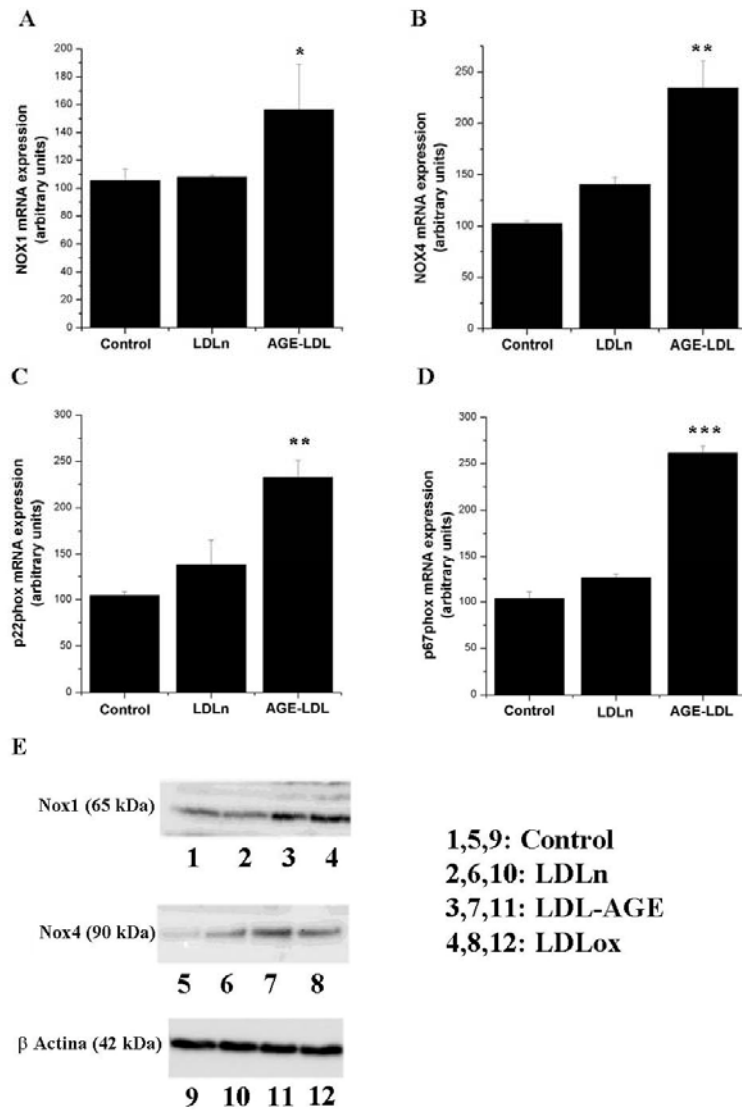 A
NOX1 mRNA expression
(arbitrary units)
200
180
160
140
120
100
80
60
40
20
0
*
Control LDLn AGE-LDL
B
NOX4 mRNA expression
(arbitrary units)
250
200
150
100
50
0
**
Control LDLn AGE-LDL
C
p22phox mRNA expression
(arbitrary units)
300
250
200
150
100
50
0
**
Control LDLn AGE-LDL
D
p67phox mRNA expression
(arbitrary units)
300
250
200
150
100
50
0
***
Control LDLn AGE-LDL
E
Nox1 (65 kDa)
1 2 3 4
Nox4 (90 kDa)
5 6 7 8
β Actina (42 kDa)
9 10 11 12
1,5,9: Control
2,6,10: LDLn
3,7,11: LDL-AGE
4,8,12: LDLox